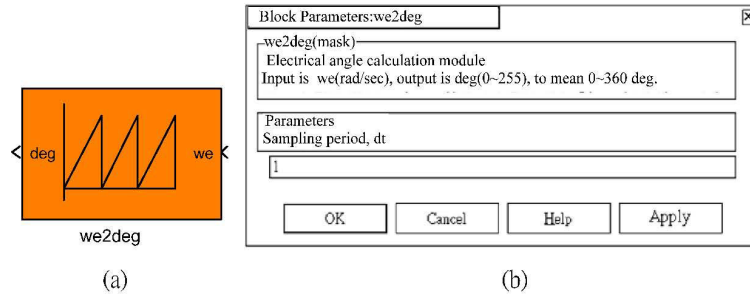 deg
we
we2deg
(a)
Block Parameters:we2deg
we2deg(mask)
Electrical angle calculation module
Input is we(rad/sec), output is deg(0~255), to mean 0~360 deg.
Parameters
Sampling period, dt
1
OK
Cancel
Help
Apply
(b)